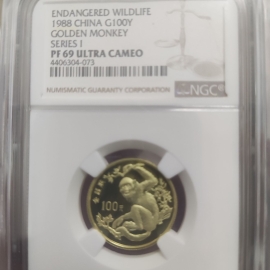 ENDANGERED WILDLIFE
1988 CHINA G100Y
GOLDEN MONKEY
SERIES I
PF 69 ULTRA CAMEO
4406304-073
NUMISMATIC GUARANTY CORPORATION
NGC
100元